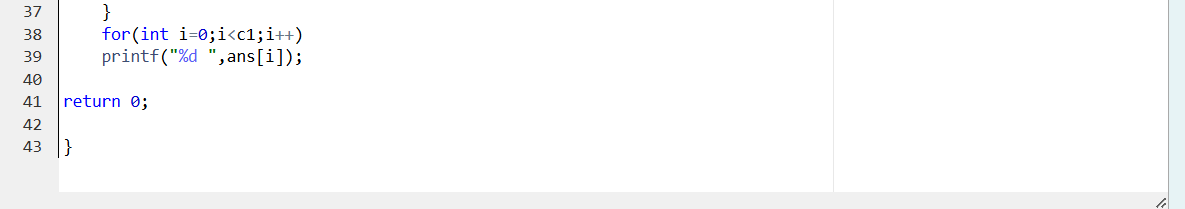 37 }
38 for(int i=0;i<c1;i++)
39 printf("%d ",ans[i]);
40
41 return 0;
42
43 }